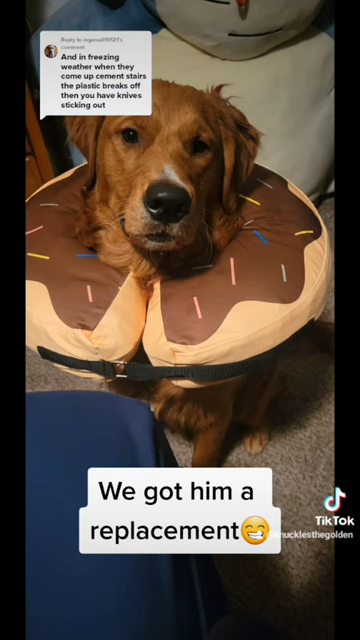 Reply to ingersol91121's
comment
And in freezing
weather when they
come up cement stairs
the plastic breaks off
then you have knives
sticking out
We got him a
replacement😁
TikTok
knucklesthegolden